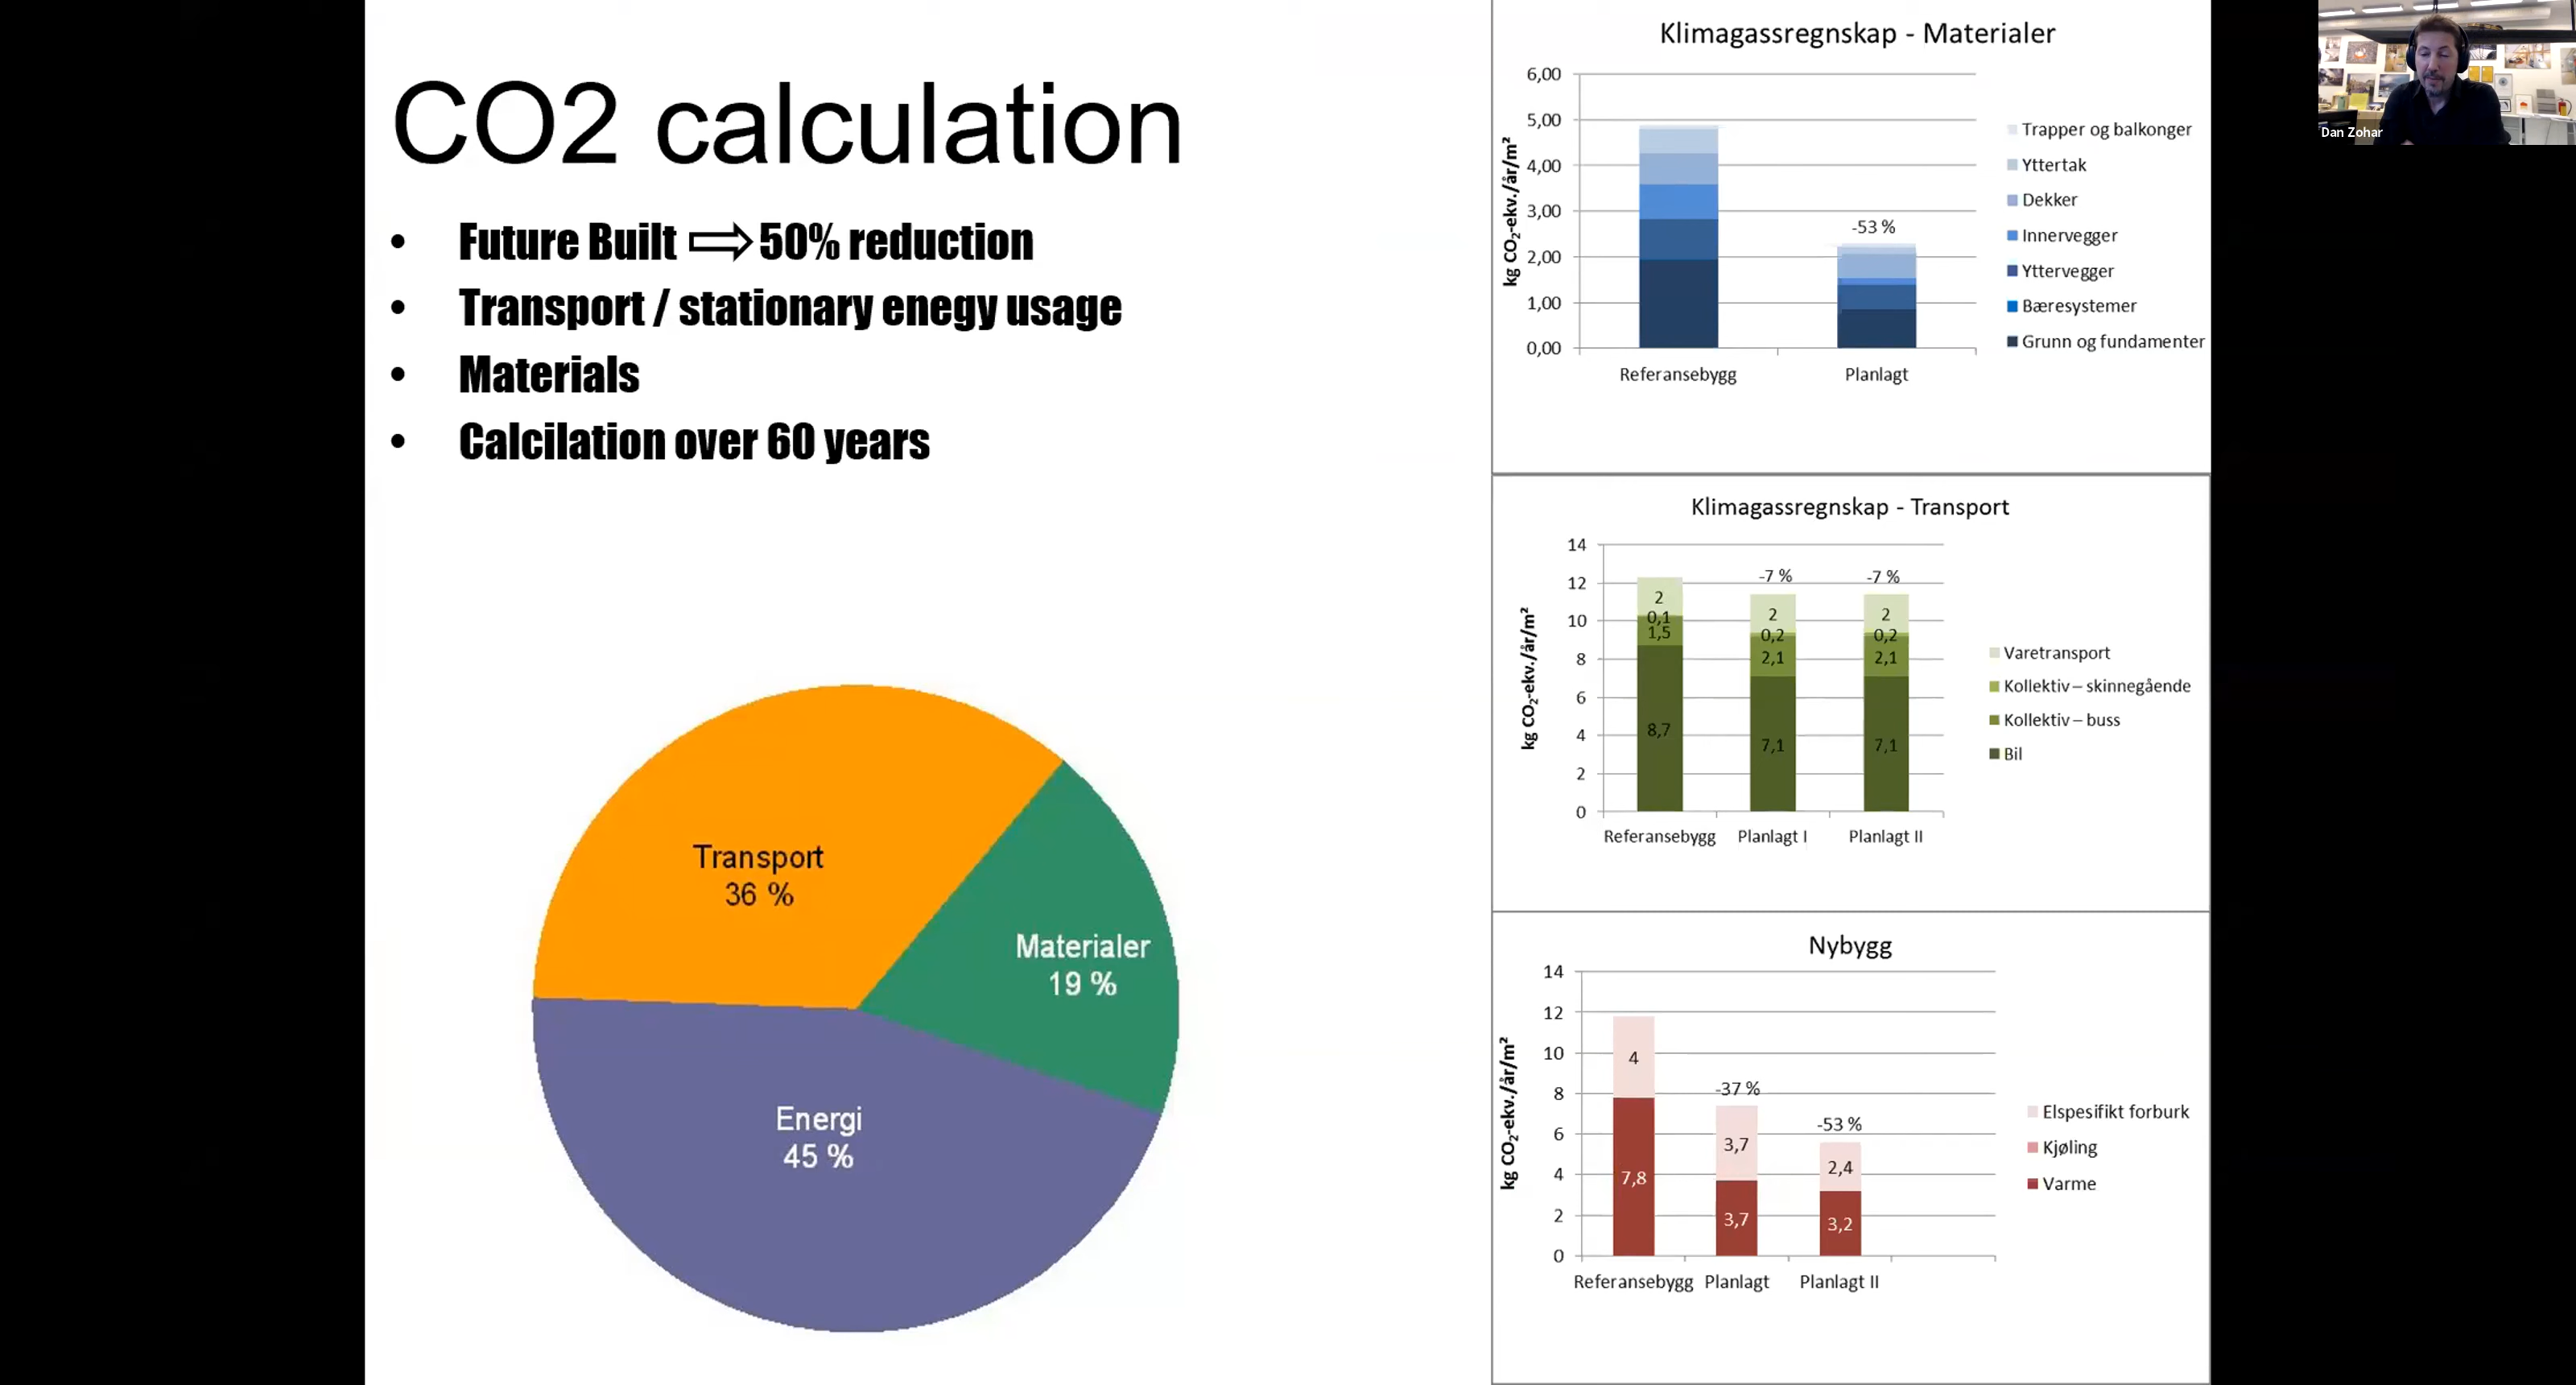 CO2 calculation
• Future Built ⇨ 50% reduction
• Transport / stationary enegy usage
• Materials
• Calcilation over 60 years
Transport
36 %
Materialer
19 %
Energi
45 %
Klimagassregnskap - Materialer
kg CO₂-ekv./år/m²
6,00
5,00
4,00
3,00
2,00
1,00
0,00
-53 %
Referansebygg
Planlagt
Trapper og balkonger
Yttertak
Dekker
Innervegger
Yttervegger
Bæresystemer
Grunn og fundamenter
Klimagassregnskap - Transport
kg CO₂-ekv./år/m²
14
12
10
8
6
4
2
0
2
0,1
1,5
8,7
-7 %
2
0,2
2,1
7,1
-7 %
2
0,2
2,1
7,1
Referansebygg
Planlagt I
Planlagt II
Varetransport
Kollektiv – skinnegående
Kollektiv – buss
Bil
Nybygg
kg CO₂-ekv./år/m²
14
12
10
8
6
4
2
0
4
7,8
-37 %
3,7
3,7
-53 %
2,4
3,2
Referansebygg
Planlagt
Planlagt II
Elspesifikt forburk
Kjøling
Varme
Dan Zohar